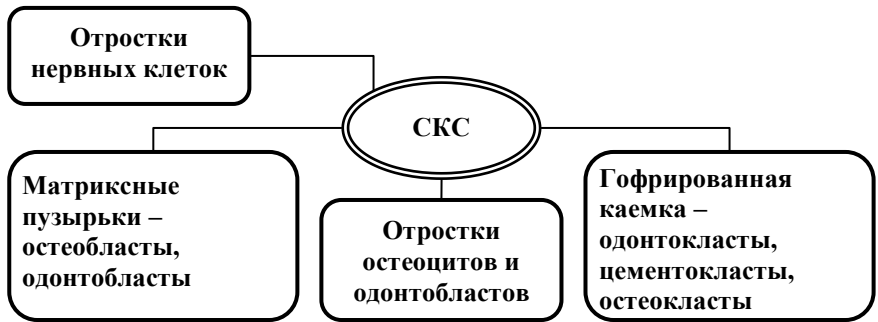 Отростки
нервных клеток
СКС
Матриксные
пузырьки –
остеобласты,
одонтобласты
Отростки
остеоцитов и
одонтобластов
Гофрированная
каемка –
одонтокласты,
цементокласты,
остеокласты